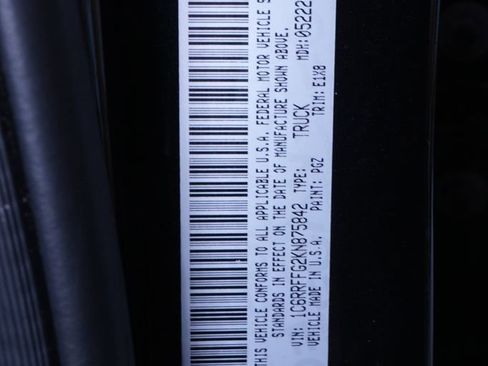 THIS VEHICLE CONFORMS TO ALL APPLICABLE U.S.A. FEDERAL MOTOR VEHICLE S
STANDARDS IN EFFECT ON THE DATE OF MANUFACTURE SHOWN ABOVE.
VIN: 1C6RRFFG2KN875842 TYPE: TRUCK MDH:05222
VEHICLE MADE IN U.S.A. PAINT: PGZ TRIM: E1X8